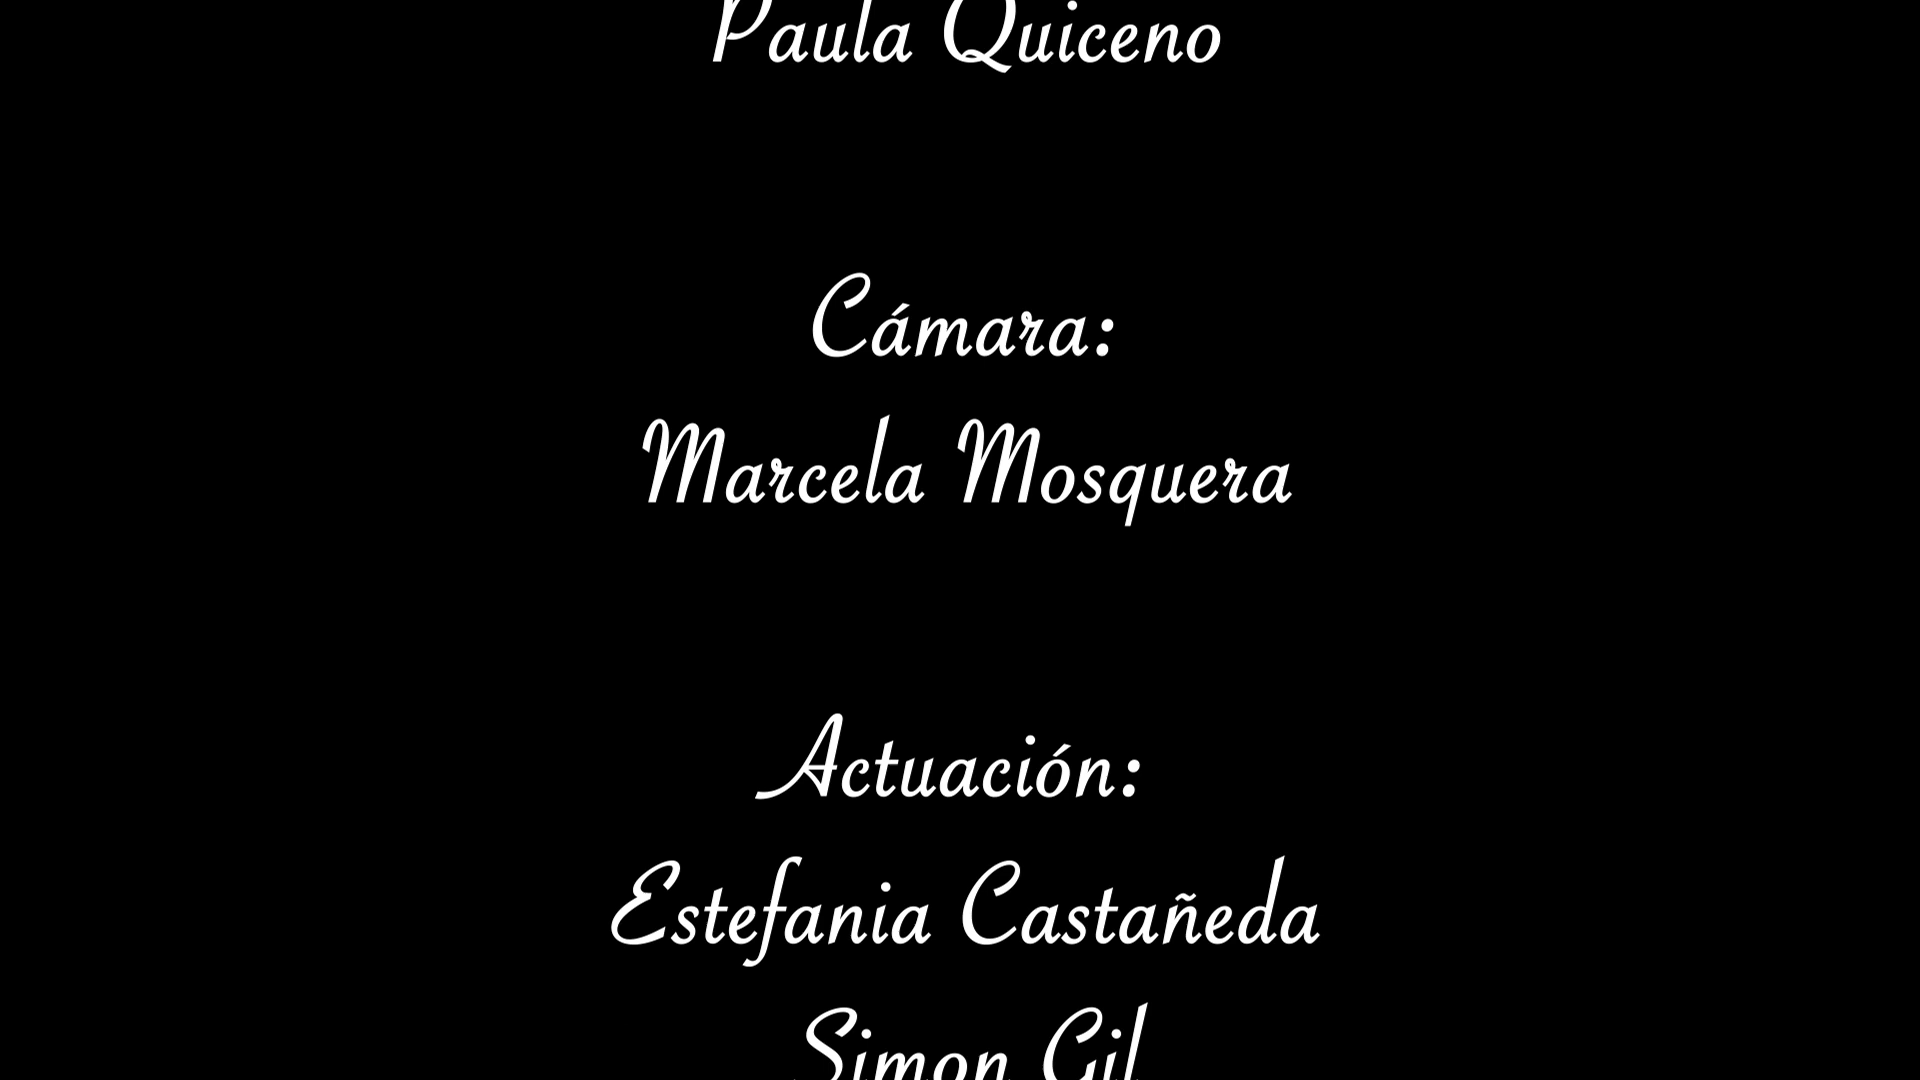 Paula Quiceno
Cámara:
Marcela Mosquera
Actuación:
Estefania Castañeda
Simon Gil